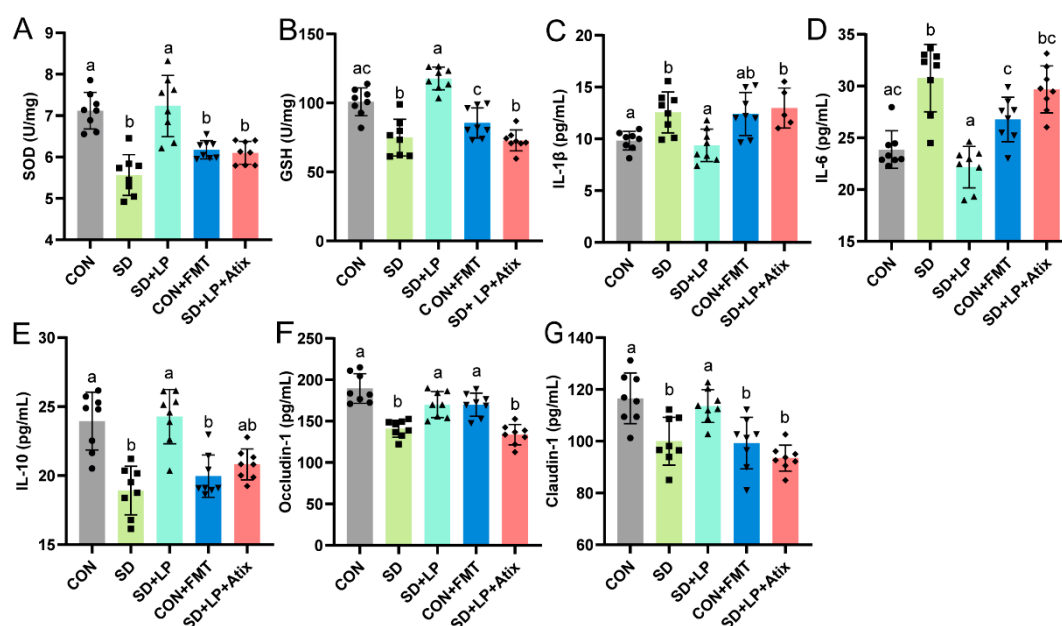 A
SOD (U/mg)
9
8
7
6
5
4
a
b
a
b
b
CON
SD
SD+LP
CON+FMT
SD+LP+Atix
B
GSH (U/mg)
150
100
50
0
ac
b
a
c
b
CON
SD
SD+LP
C ON+FMT
SD+ LP+Atix
C
IL-1β (pg/mL)
20
15
10
5
0
a
b
a
ab
b
CON
SD
SD+LP
CON+FMT
SD+LP+Atix
D
IL-6 (pg/mL)
35
30
25
20
15
ac
b
a
c
bc
CON
SD
SD+LP
CON+FMT
SD+LP+Atix
E
IL-10 (pg/mL)
30
25
20
15
a
b
a
b
ab
CON
SD
SD+LP
CON+FMT
SD+LP+Atix
F
Occludin-1 (pg/mL)
250
200
150
100
50
0
a
b
a
a
b
CON
SD
SD+LP
CON+FMT
SD+LP+Atix
G
Claudin-1 (pg/mL)
140
120
100
80
60
a
b
a
b
b
CON
SD
SD+LP
CON+FMT
SD+LP+Atix